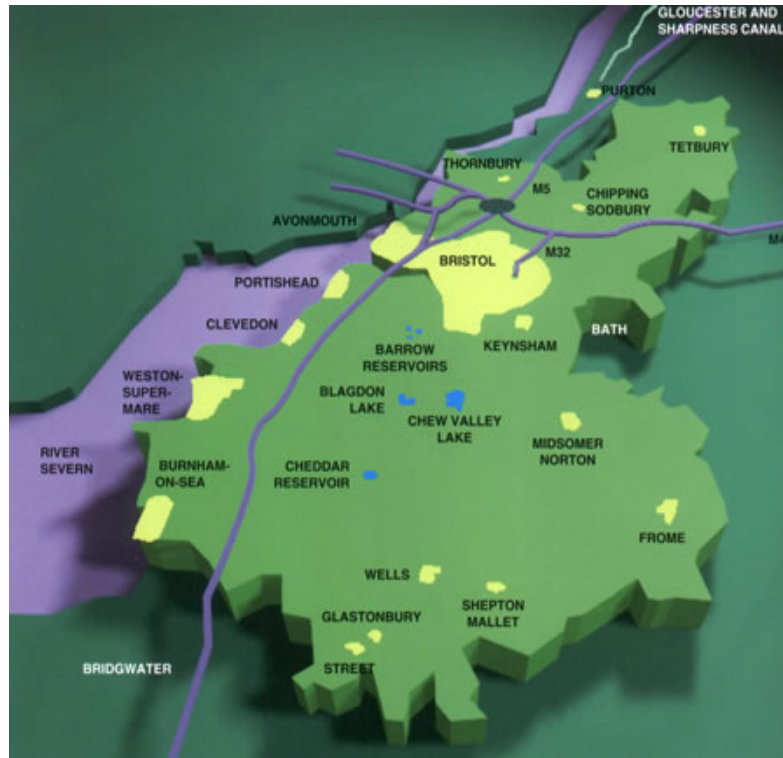 GLOUCESTER AND
SHARPNESS CANAL
PURTON
TETBURY
THORNBURY
M5
CHIPPING
SODBURY
AVONMOUTH
M4
BRISTOL
M32
PORTISHEAD
CLEVEDON
BATH
BARROW
RESERVOIRS
KEYNSHAM
WESTON-
SUPER-
MARE
BLAGDON
LAKE
CHEW VALLEY
LAKE
MIDSOMER
NORTON
RIVER
SEVERN
BURNHAM-
ON-SEA
CHEDDAR
RESERVOIR
FROME
WELLS
SHEPTON
MALLET
GLASTONBURY
STREET
BRIDGWATER